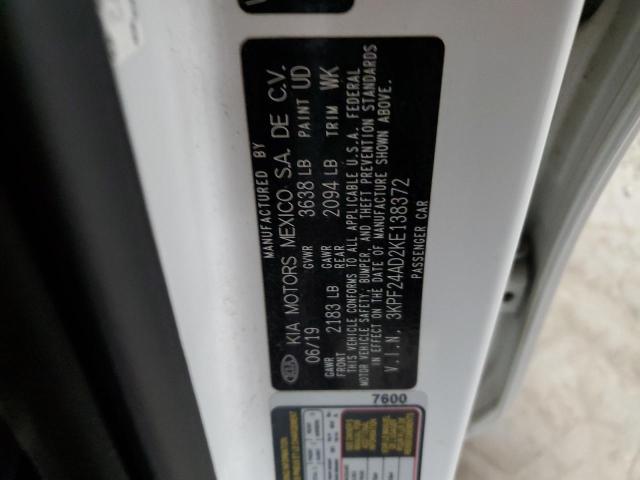 MANUFACTURED BY
KIA KIA MOTORS MEXICO S.A. DE C.V.
06/19 GVWR 3638 LB PAINT UD
GAWR FRONT 2183 LB GAWR REAR 2094 LB TRIM WK
THIS VEHICLE CONFORMS TO ALL APPLICABLE U.S.A. FEDERAL
MOTOR VEHICLE SAFETY, BUMPER, AND THEFT PREVENTION STANDARDS
IN EFFECT ON THE DATE OF MANUFACTURE SHOWN ABOVE.
V.I.N. 3KPF24AD2KE138372
PASSENGER CAR
7600